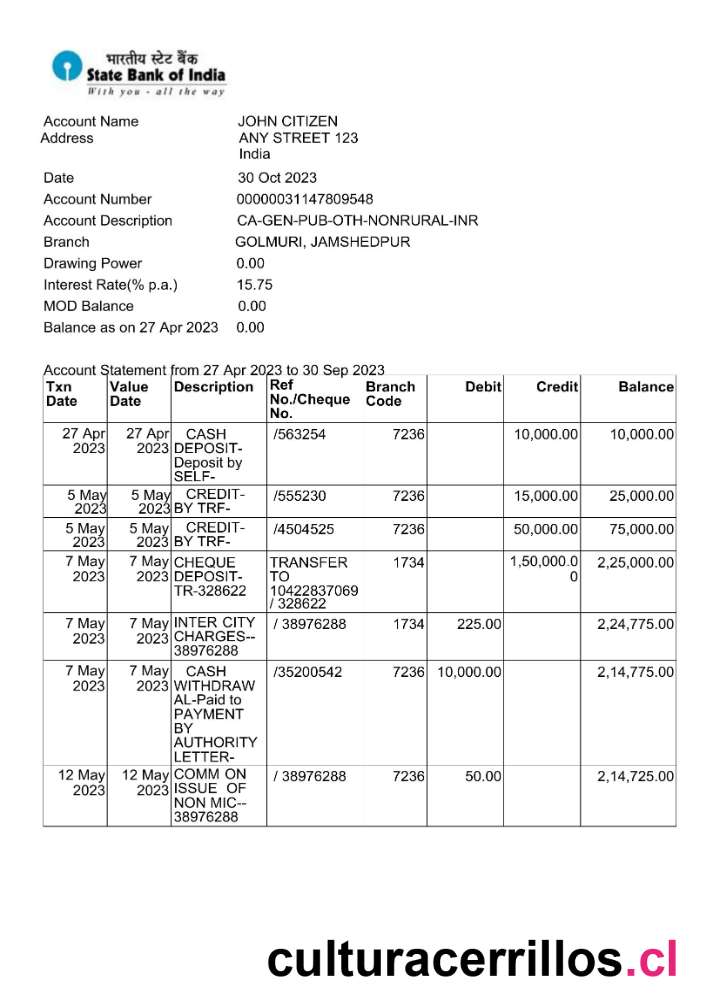 भारतीय स्टेट बैंक
State Bank of India
With you - all the way
Account Name JOHN CITIZEN
Address ANY STREET 123
India
Date 30 Oct 2023
Account Number 00000031147809548
Account Description CA-GEN-PUB-OTH-NONRURAL-INR
Branch GOLMURI, JAMSHEDPUR
Drawing Power 0.00
Interest Rate(% p.a.) 15.75
MOD Balance 0.00
Balance as on 27 Apr 2023 0.00
Account Statement from 27 Apr 2023 to 30 Sep 2023
Txn Value Description Ref Branch Debit Credit Balance
Date Date No./Cheque Code
No.
27 Apr 27 Apr CASH /563254 7236 10,000.00 10,000.00
2023 2023 DEPOSIT-
Deposit by
SELF-
5 May 5 May CREDIT- /555230 7236 15,000.00 25,000.00
2023 2023 BY TRF-
5 May 5 May CREDIT- /4504525 7236 50,000.00 75,000.00
2023 2023 BY TRF-
7 May 7 May CHEQUE TRANSFER 1734 1,50,000.0 2,25,000.00
2023 2023 DEPOSIT- TO 0
TR-328622 10422837069
/ 328622
7 May 7 May INTER CITY / 38976288 1734 225.00 2,24,775.00
2023 2023 CHARGES--
38976288
7 May 7 May CASH /35200542 7236 10,000.00 2,14,775.00
2023 2023 WITHDRAW
AL-Paid to
PAYMENT
BY
AUTHORITY
LETTER-
12 May 12 May COMM ON / 38976288 7236 50.00 2,14,725.00
2023 2023 ISSUE OF
NON MIC--
38976288
culturacerrillos.cl